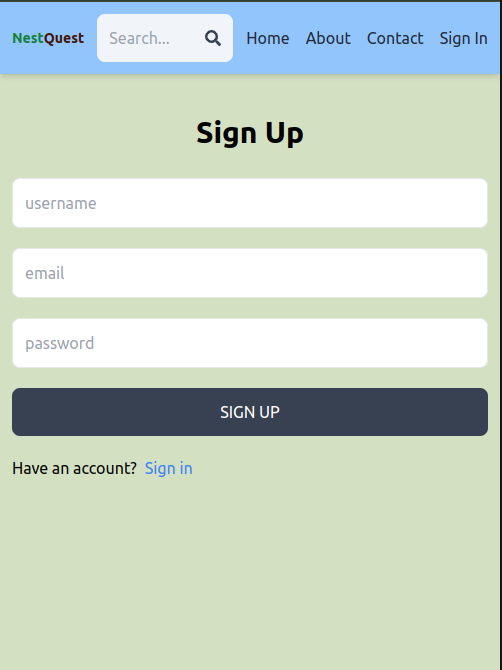 NestQuest Search... Home About Contact Sign In
Sign Up
username
email
password
SIGN UP
Have an account? Sign in